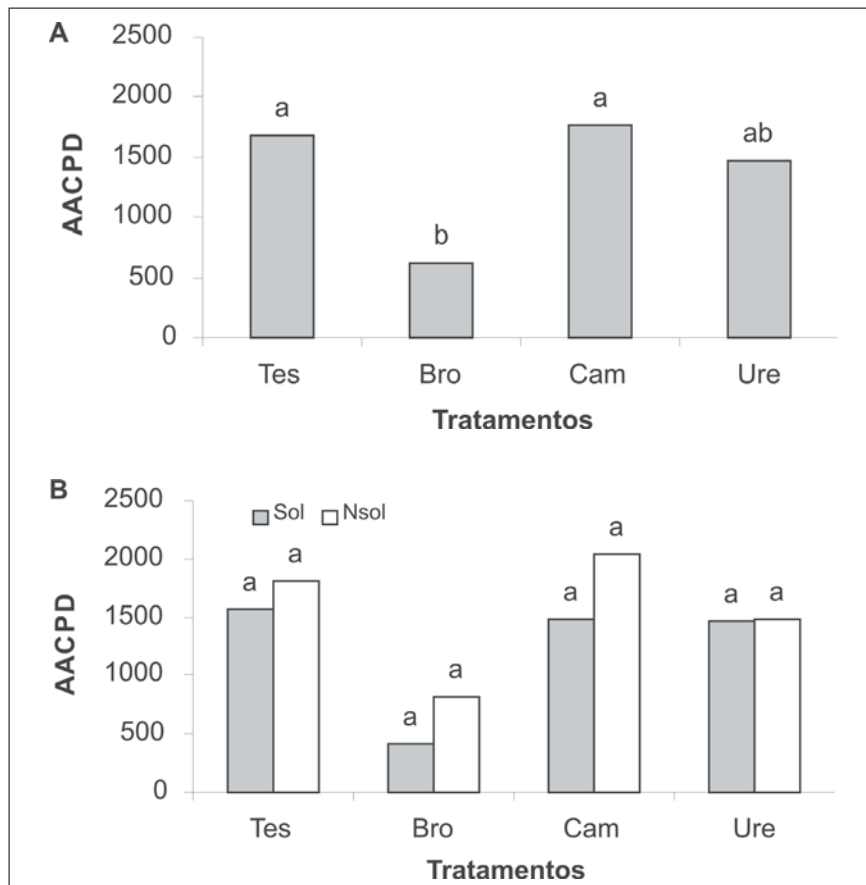 A
2500
2000
1500
1000
500
0
AACPD
a
b
a
ab
Tes Bro Cam Ure
Tratamentos
B
2500
2000
1500
1000
500
0
AACPD
Sol Nsol
a a
a a
a a
a a
Tes Bro Cam Ure
Tratamentos